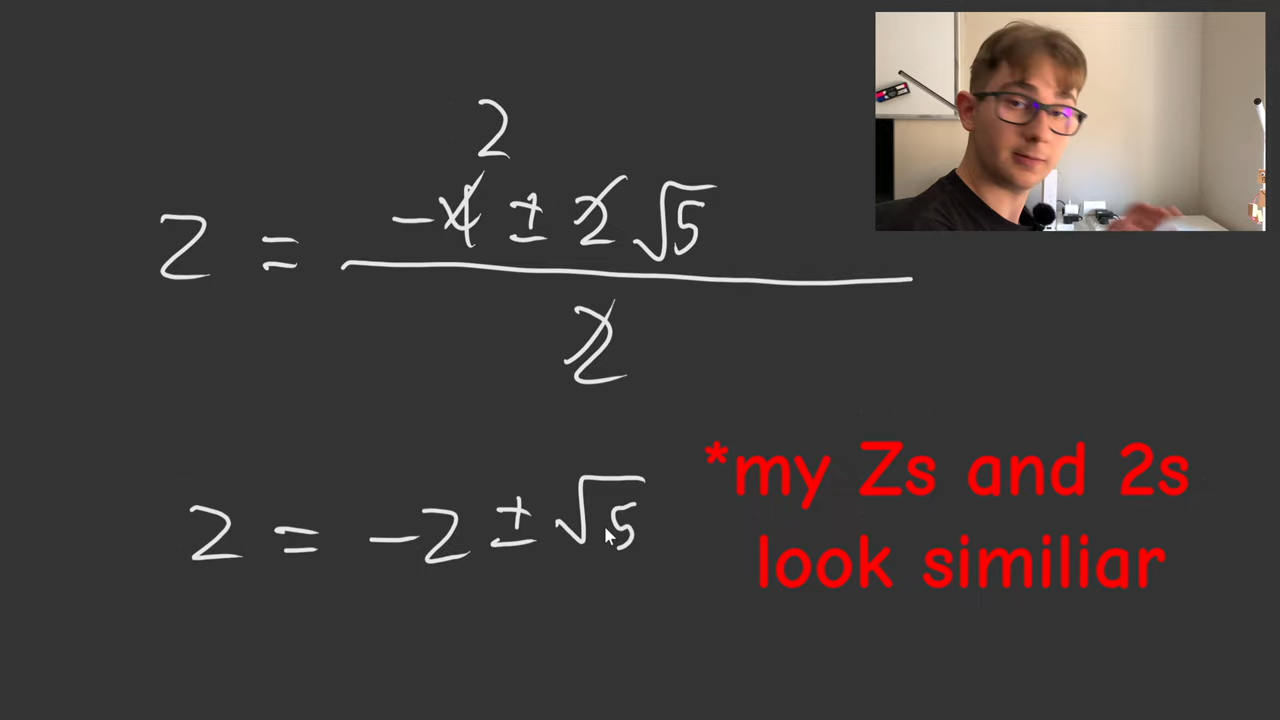 2
z = -4 ± 2√5
2
z = -2 ± √5
*my Zs and 2s
look similiar